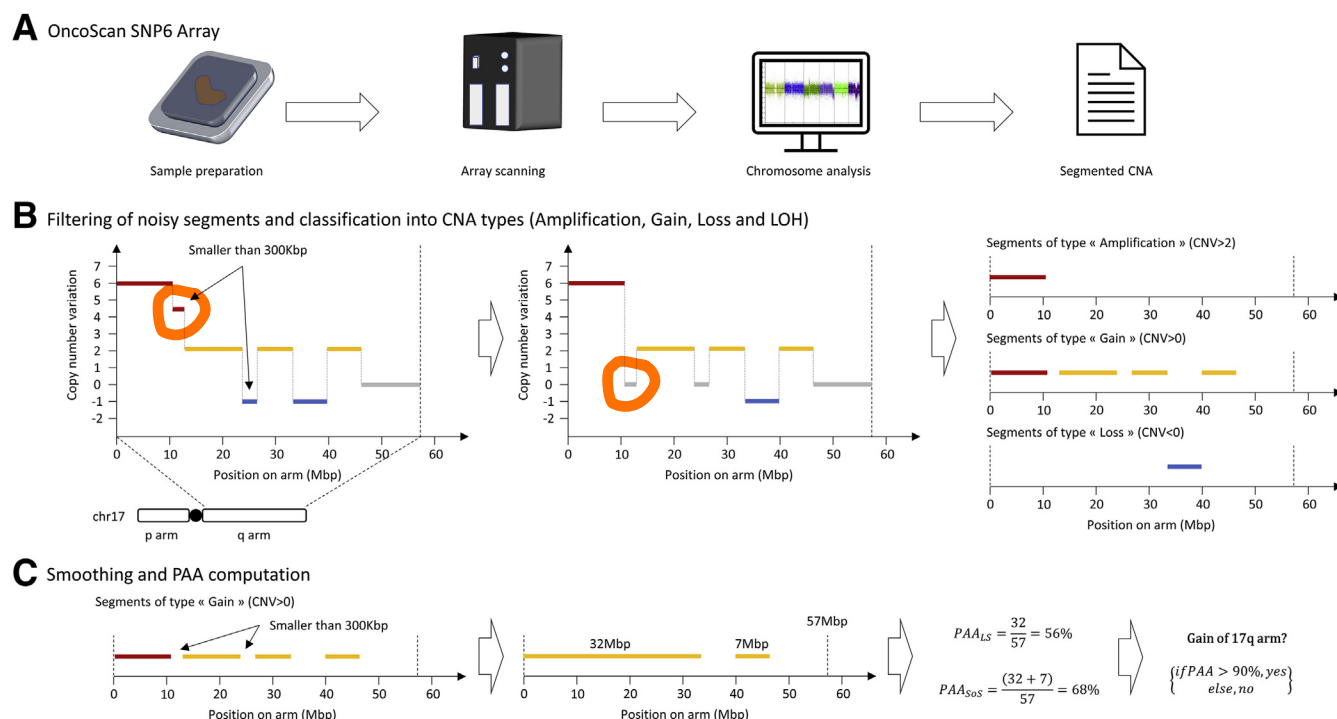 A OncoScan SNP6 Array
Sample preparation
Array scanning
Chromosome analysis
Segmented CNA
B Filtering of noisy segments and classification into CNA types (Amplification, Gain, Loss and LOH)
Smaller than 300Kbp
Copy number variation
7
6
5
4
3
2
1
0
-1
-2
0 10 20 30 40 50 60
Position on arm (Mbp)
chr17
p arm
q arm
Copy number variation
7
6
5
4
3
2
1
0
-1
-2
0 10 20 30 40 50 60
Position on arm (Mbp)
Segments of type « Amplification » (CNV>2)
0 10 20 30 40 50 60
Segments of type « Gain » (CNV>0)
0 10 20 30 40 50 60
Segments of type « Loss » (CNV<0)
0 10 20 30 40 50 60
Position on arm (Mbp)
C Smoothing and PAA computation
Segments of type « Gain » (CNV>0)
Smaller than 300Kbp
0 10 20 30 40 50 60
Position on arm (Mbp)
57Mbp
32Mbp 7Mbp
0 10 20 30 40 50 60
Position on arm (Mbp)
PAA_LS = 32/57 = 56%
PAA_SoS = (32 + 7)/57 = 68%
Gain of 17q arm?
{if PAA > 90%, yes
else, no}